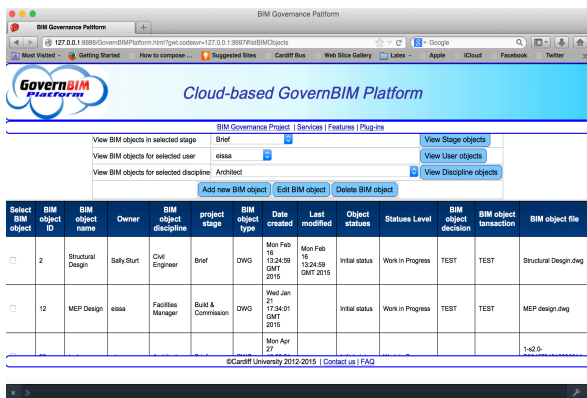 BIM Governance Paltform
BIM Governance Paltform
127.0.0.1:8888/GovernBIMPlatform.html?gwt.codesvr=127.0.0.1:9997#listBIMObjects
Google
Most Visited
Getting Started
How to compose ...
Suggested Sites
Cardiff Bus
Web Slice Gallery
Latex
Apple
iCloud
Facebook
Twitter
GovernBIM
Platform
Cloud-based GovernBIM Platform
BIM Governance Project | Services | Features | Plug-ins
View BIM objects in selected stage Brief View Stage objects
View BIM objects for selected user eissa View User objects
View BIM objects for selected discipline Architect View Discipline objects
Add new BIM object Edit BIM object Delete BIM object
Select BIM object
BIM object ID
BIM object name
Owner
BIM object discipline
project stage
BIM object type
Date created
Last modified
Object statues
Statues Level
BIM object decision
BIM object tansaction
BIM object file
2
Structural Desgin
Sally.Sturt
Civil Engineer
Brief
DWG
Mon Feb 16 13:24:59 GMT 2015
Mon Feb 16 13:24:59 GMT 2015
Initial status
Work in Progress
TEST
TEST
Structural Desgin.dwg
12
MEP Design
eissa
Facilities Manager
Build & Commission
DWG
Wed Jan 21 17:34:01 GMT 2015
Initial status
Work in Progress
TEST
TEST
MEP design.dwg
Mon Apr 27
1-s2.0-
©Cardiff University 2012-2015 | Contact us | FAQ